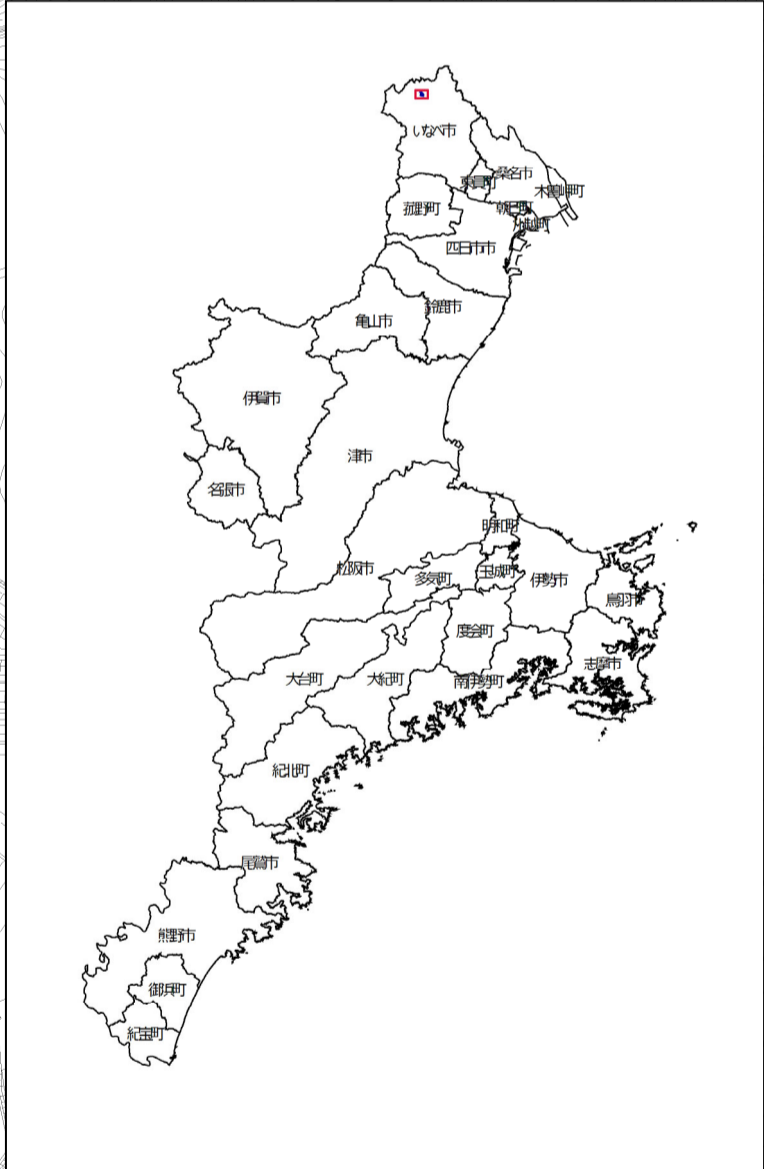 いなべ市
桑名市
東員町
木曽岬町
菰野町
朝日町
川越町
四日市市
鈴鹿市
亀山市
伊賀市
津市
名張市
明和町
松阪市
多気町
玉城町
伊勢市
鳥羽市
度会町
志摩市
大台町
大紀町
南伊勢町
紀北町
尾鷲市
熊野市
御浜町
紀宝町